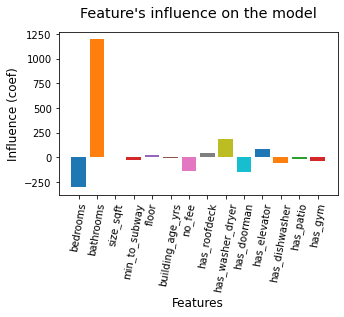 Feature's influence on the model
Influence (coef)
1250
1000
750
500
250
0
−250
bedrooms
bathrooms
size_sqft
min_to_subway
floor
building_age_yrs
no_fee
has_roofdeck
has_washer_dryer
has_doorman
has_elevator
has_dishwasher
has_patio
has_gym
Features